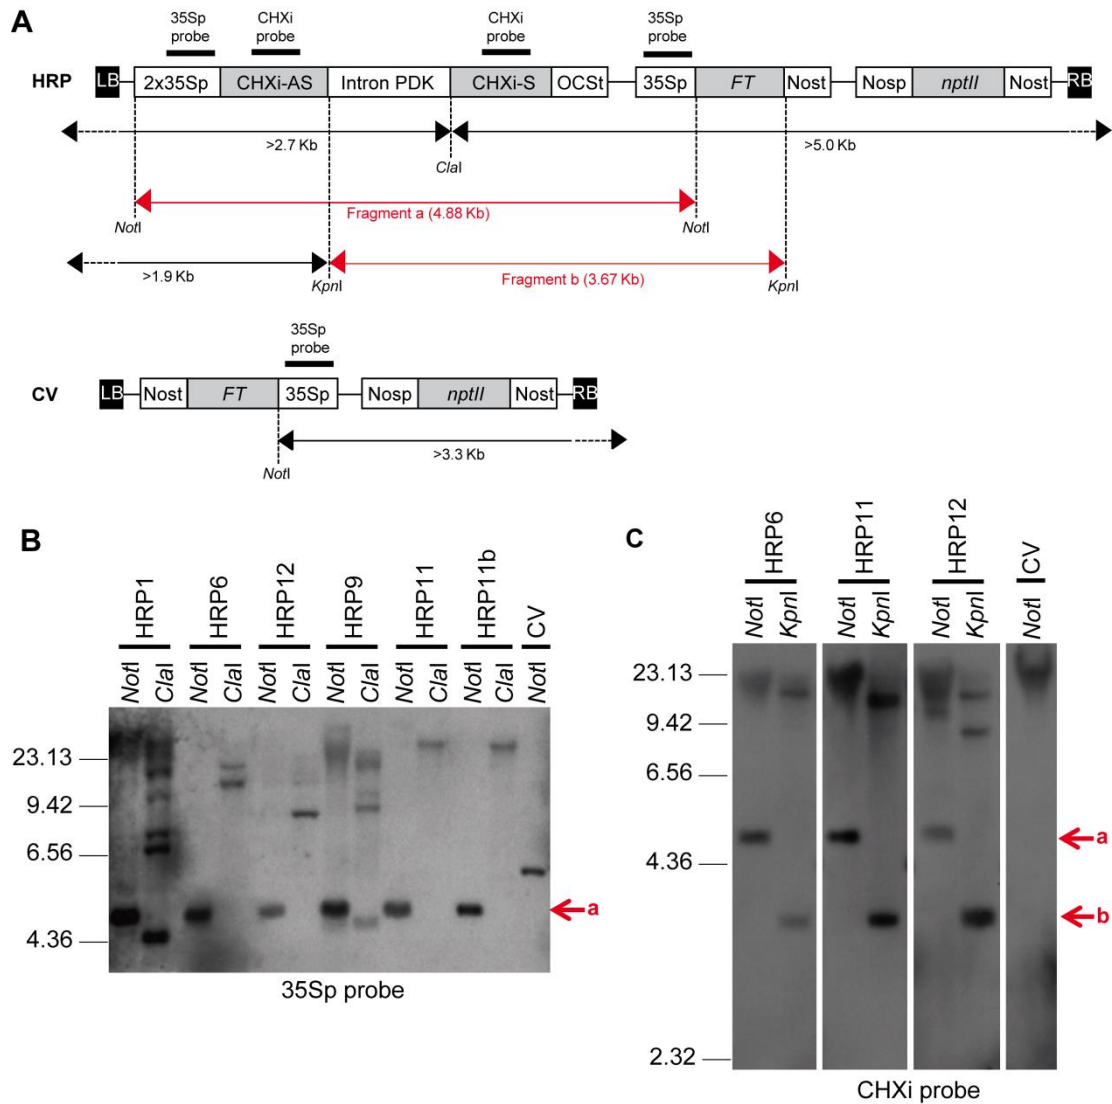 A
35Sp probe
CHXi probe
CHXi probe
35Sp probe
HRP
LB 2x35Sp CHXi-AS Intron PDK CHXi-S OCSt 35Sp FT Nost Nosp nptII Nost RB
>2.7 Kb
>5.0 Kb
ClaI
Fragment a (4.88 Kb)
NotI
NotI
>1.9 Kb
Fragment b (3.67 Kb)
KpnI
KpnI
35Sp probe
CV
LB Nost FT 35Sp Nosp nptII Nost RB
>3.3 Kb
NotI
B
HRP1 HRP6 HRP12 HRP9 HRP11 HRP11b CV
NotI ClaI NotI ClaI NotI ClaI NotI ClaI NotI ClaI NotI ClaI NotI
23.13
9.42
6.56
4.36
a
35Sp probe
C
HRP6 HRP11 HRP12 CV
NotI KpnI NotI KpnI NotI KpnI NotI
23.13
9.42
6.56
4.36
2.32
a
b
CHXi probe